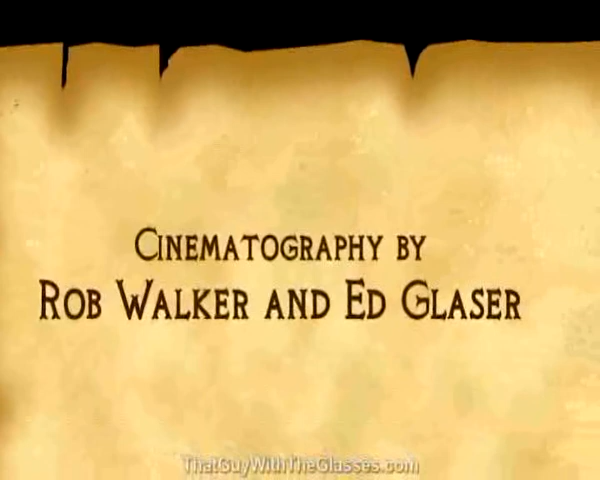 Cinematography by
Rob Walker and Ed Glaser
ThatGuyWithTheGlasses.com